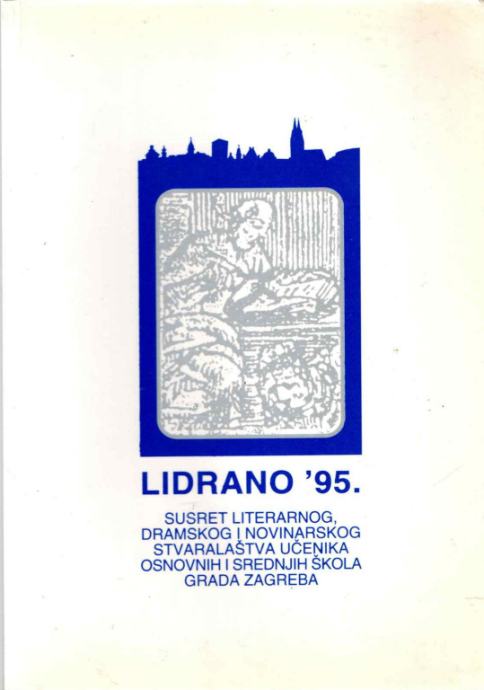 LIDRANO '95.
SUSRET LITERARNOG,
DRAMSKOG I NOVINARSKOG
STVARALAŠTVA UČENIKA
OSNOVNIH I SREDNJIH ŠKOLA
GRADA ZAGREBA